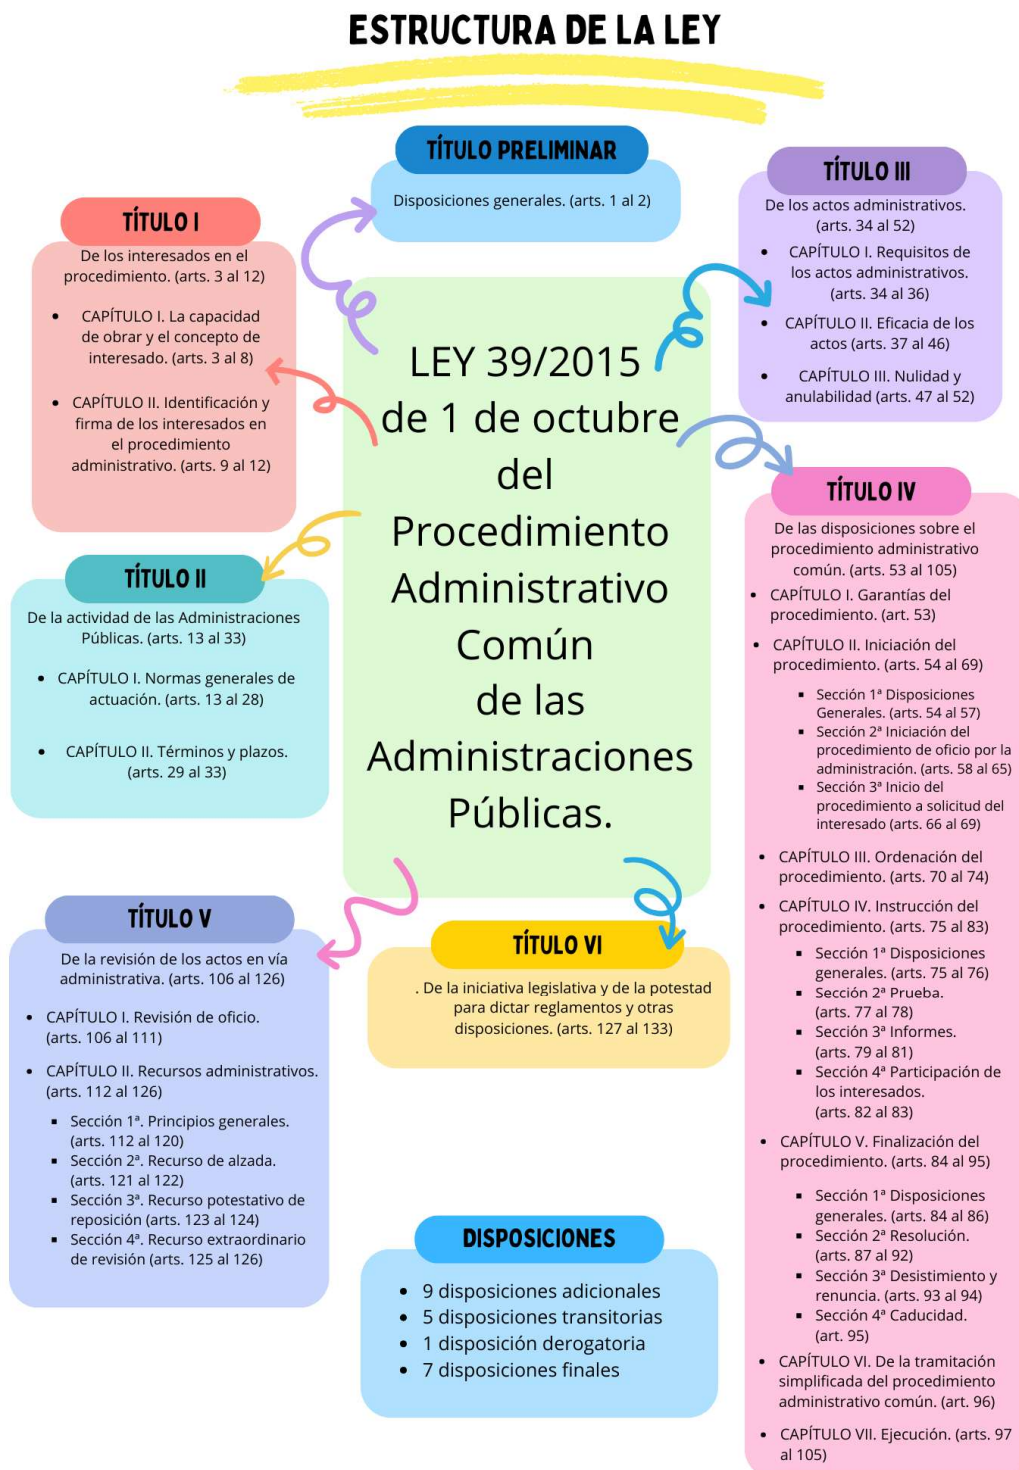 ESTRUCTURA DE LA LEY
TÍTULO PRELIMINAR
Disposiciones generales. (arts. 1 al 2)
TÍTULO I
De los interesados en el
procedimiento. (arts. 3 al 12)
• CAPÍTULO I. La capacidad
de obrar y el concepto de
interesado. (arts. 3 al 8)
• CAPÍTULO II. Identificación y
firma de los interesados en
el procedimiento
administrativo. (arts. 9 al 12)
TÍTULO II
De la actividad de las Administraciones
Públicas. (arts. 13 al 33)
• CAPÍTULO I. Normas generales de
actuación. (arts. 13 al 28)
• CAPÍTULO II. Términos y plazos.
(arts. 29 al 33)
LEY 39/2015
de 1 de octubre
del
Procedimiento
Administrativo
Común
de las
Administraciones
Públicas.
TÍTULO III
De los actos administrativos.
(arts. 34 al 52)
• CAPÍTULO I. Requisitos de
los actos administrativos.
(arts. 34 al 36)
• CAPÍTULO II. Eficacia de los
actos (arts. 37 al 46)
• CAPÍTULO III. Nulidad y
anulabilidad (arts. 47 al 52)
TÍTULO IV
De las disposiciones sobre el
procedimiento administrativo
común. (arts. 53 al 105)
• CAPÍTULO I. Garantías del
procedimiento. (art. 53)
• CAPÍTULO II. Iniciación del
procedimiento. (arts. 54 al 69)
▪ Sección 1ª Disposiciones
Generales. (arts. 54 al 57)
▪ Sección 2ª Iniciación del
procedimiento de oficio por la
administración. (arts. 58 al 65)
▪ Sección 3ª Inicio del
procedimiento a solicitud del
interesado (arts. 66 al 69)
• CAPÍTULO III. Ordenación del
procedimiento. (arts. 70 al 74)
• CAPÍTULO IV. Instrucción del
procedimiento. (arts. 75 al 83)
▪ Sección 1ª Disposiciones
generales. (arts. 75 al 76)
▪ Sección 2ª Prueba.
(arts. 77 al 78)
▪ Sección 3ª Informes.
(arts. 79 al 81)
▪ Sección 4ª Participación de
los interesados.
(arts. 82 al 83)
• CAPÍTULO V. Finalización del
procedimiento. (arts. 84 al 95)
▪ Sección 1ª Disposiciones
generales. (arts. 84 al 86)
▪ Sección 2ª Resolución.
(arts. 87 al 92)
▪ Sección 3ª Desistimiento y
renuncia. (arts. 93 al 94)
▪ Sección 4ª Caducidad.
(art. 95)
• CAPÍTULO VI. De la tramitación
simplificada del procedimiento
administrativo común. (art. 96)
• CAPÍTULO VII. Ejecución. (arts. 97
al 105)
TÍTULO V
De la revisión de los actos en vía
administrativa. (arts. 106 al 126)
• CAPÍTULO I. Revisión de oficio.
(arts. 106 al 111)
• CAPÍTULO II. Recursos administrativos.
(arts. 112 al 126)
▪ Sección 1ª. Principios generales.
(arts. 112 al 120)
▪ Sección 2ª. Recurso de alzada.
(arts. 121 al 122)
▪ Sección 3ª. Recurso potestativo de
reposición (arts. 123 al 124)
▪ Sección 4ª. Recurso extraordinario
de revisión (arts. 125 al 126)
TÍTULO VI
. De la iniciativa legislativa y de la potestad
para dictar reglamentos y otras
disposiciones. (arts. 127 al 133)
DISPOSICIONES
• 9 disposiciones adicionales
• 5 disposiciones transitorias
• 1 disposición derogatoria
• 7 disposiciones finales